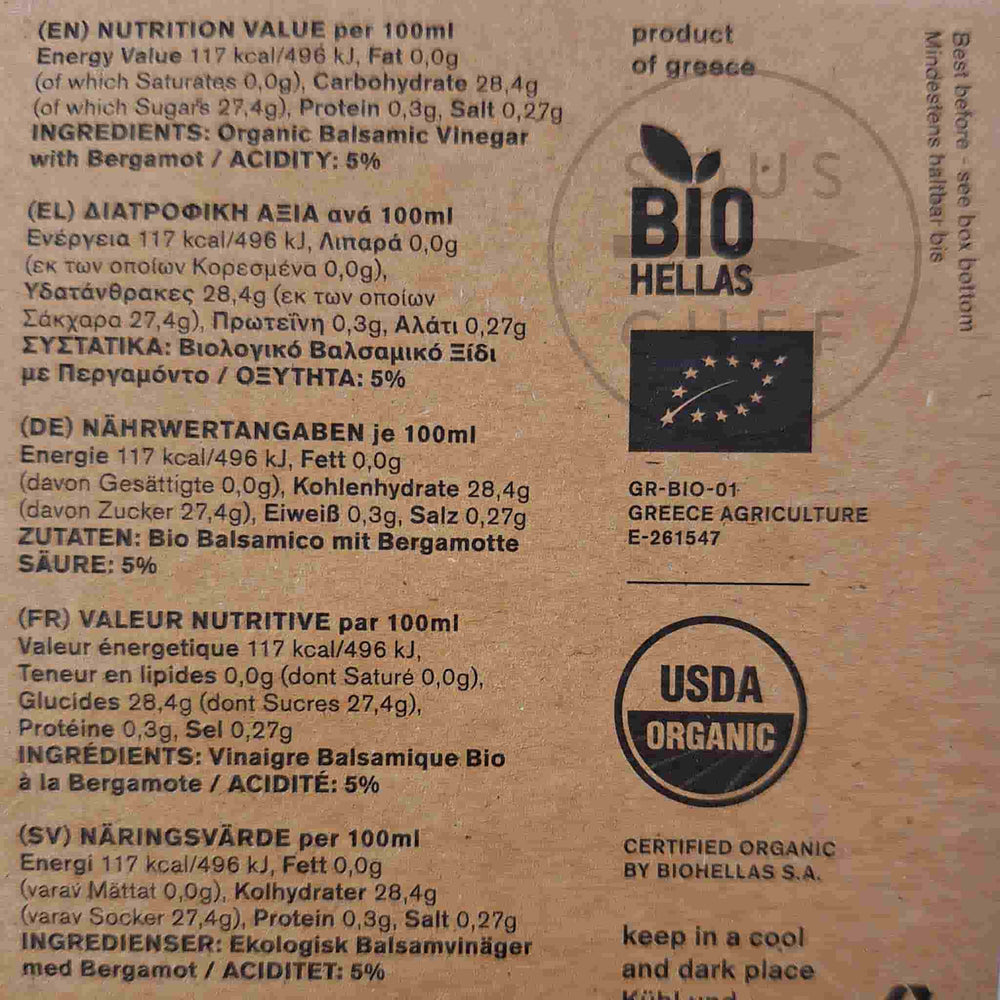 (EN) NUTRITION VALUE per 100ml
Energy Value 117 kcal/496 kJ, Fat 0,0g
(of which Saturates 0,0g), Carbohydrate 28,4g
(of which Sugars 27,4g), Protein 0,3g, Salt 0,27g
INGREDIENTS: Organic Balsamic Vinegar
with Bergamot / ACIDITY: 5%
(EL) ΔΙΑΤΡΟΦΙΚΗ ΑΞΙΑ ανά 100ml
Ενέργεια 117 kcal/496 kJ, Λιπαρά 0,0g
(εκ των οποίων Κορεσμένα 0,0g),
Υδατάνθρακες 28,4g (εκ των οποίων
Σάκχαρα 27,4g), Πρωτεΐνη 0,3g, Αλάτι 0,27g
ΣΥΣΤΑΤΙΚΑ: Βιολογικό Βαλσαμικό Ξίδι
με Περγαμόντο / ΟΞΥΤΗΤΑ: 5%
(DE) NÄHRWERTANGABEN je 100ml
Energie 117 kcal/496 kJ, Fett 0,0g
(davon Gesättigte 0,0g), Kohlenhydrate 28,4g
(davon Zucker 27,4g), Eiweiß 0,3g, Salz 0,27g
ZUTATEN: Bio Balsamico mit Bergamotte
SÄURE: 5%
(FR) VALEUR NUTRITIVE par 100ml
Valeur énergetique 117 kcal/496 kJ,
Teneur en lipides 0,0g (dont Saturé 0,0g),
Glucides 28,4g (dont Sucres 27,4g),
Protéine 0,3g, Sel 0,27g
INGRÉDIENTS: Vinaigre Balsamique Bio
à la Bergamote / ACIDITÉ: 5%
(SV) NÄRINGSVÄRDE per 100ml
Energi 117 kcal/496 kJ, Fett 0,0g
(varav Mättat 0,0g), Kolhydrater 28,4g
(varav Socker 27,4g), Protein 0,3g, Salt 0,27g
INGREDIENSER: Ekologisk Balsamvinäger
med Bergamot / ACIDITET: 5%
product
of greece
BIO
HELLAS
GR-BIO-01
GREECE AGRICULTURE
E-261547
USDA
ORGANIC
CERTIFIED ORGANIC
BY BIOHELLAS S.A.
keep in a cool
and dark place
Kühl und
Best before - see box bottom
Mindestens haltbar bis